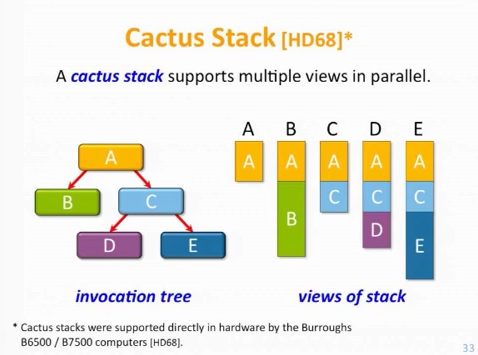 Cactus Stack [HD68]*
A cactus stack supports multiple views in parallel.
A B C D E
A
B C
D E
A A A A A
B C C C
D E
invocation tree
views of stack
* Cactus stacks were supported directly in hardware by the Burroughs
B6500 / B7500 computers [HD68].
33